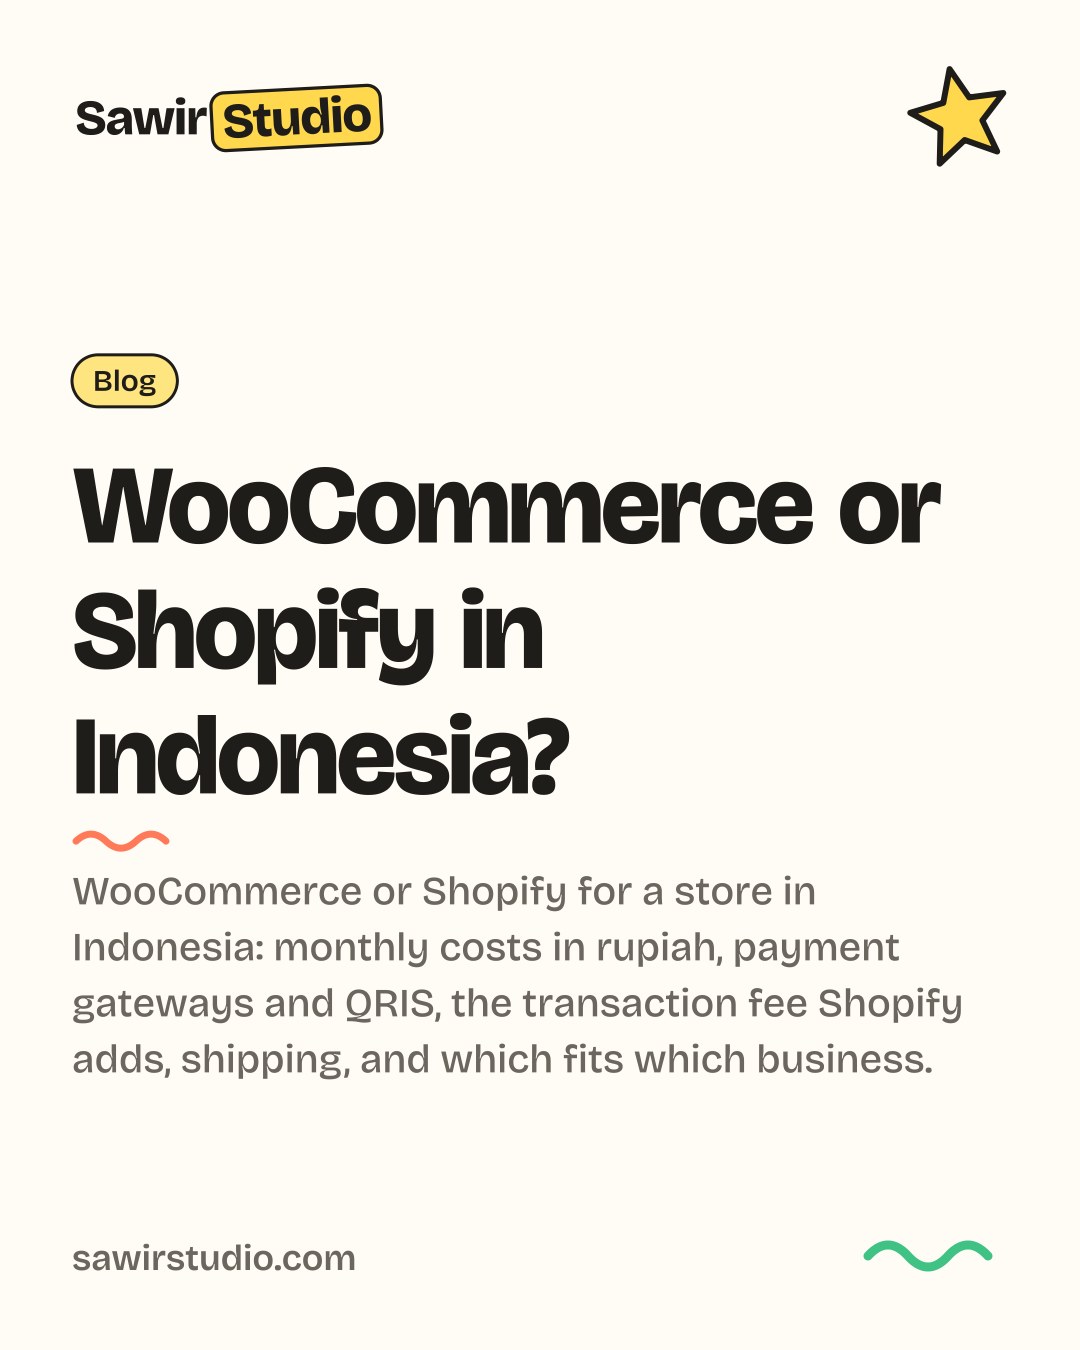 Sawir Studio
Blog
WooCommerce or
Shopify in
Indonesia?
WooCommerce or Shopify for a store in
Indonesia: monthly costs in rupiah, payment
gateways and QRIS, the transaction fee Shopify
adds, shipping, and which fits which business.
sawirstudio.com